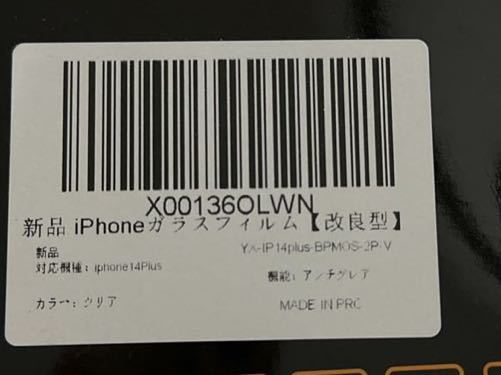 X00136OLWN
新品 iPhoneガラスフィルム【改良型】
新品
YA-IP14plus-BPMOS-2P-V
対応機種：iphone14Plus
機能：アンチグレア
カラー：クリア
MADE IN PRC